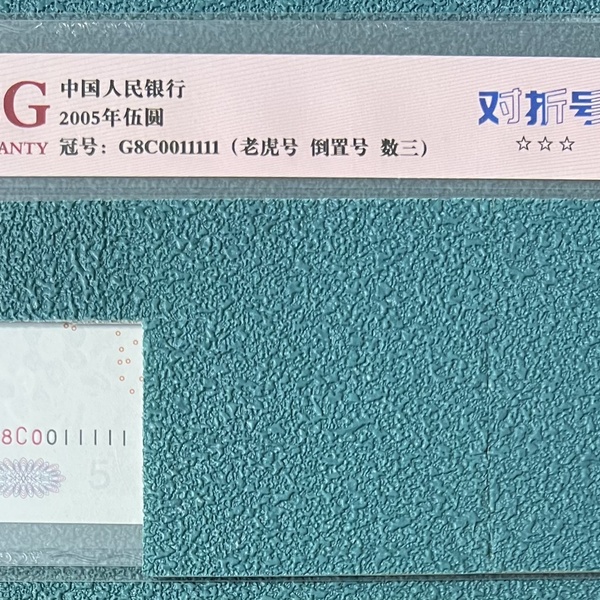 G
中国人民银行
2005年伍圆
ANTY 冠号：G8C0011111（老虎号 倒置号 数三）
对折号
☆☆☆
8C0011111
5